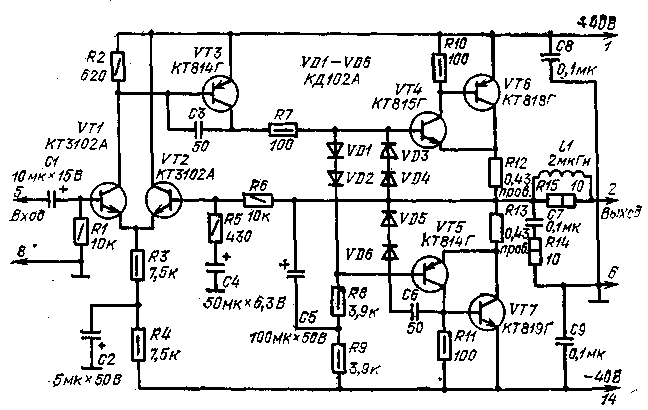 +40В
1
R2
620
VT3
КТ814Г
VD1-VD6
КД102А
R10
100
C8
0,1мк
VT6
КТ818Г
VT4
КТ815Г
C3
50
R7
100
VT1
КТ3102А
VT2
КТ3102А
VD1
VD2
VD3
VD4
L1
2мкГн
C1
10мк×15В
+
5
Вход
R1
10к
R6
10к
R5
430
R12
0,43
пров.
R15
10
2
Выход
VD5
VD6
VT5
КТ814Г
R13
0,43
пров.
C7
0,1мк
R14
10
8
R3
7,5к
+
C4
50мк×6,3В
+
C5
100мк×50В
R8
3,9к
C6
50
6
VT7
КТ819Г
R4
7,5к
C2
+
5мк×50В
R9
3,9к
R11
100
C9
0,1мк
-40В
14